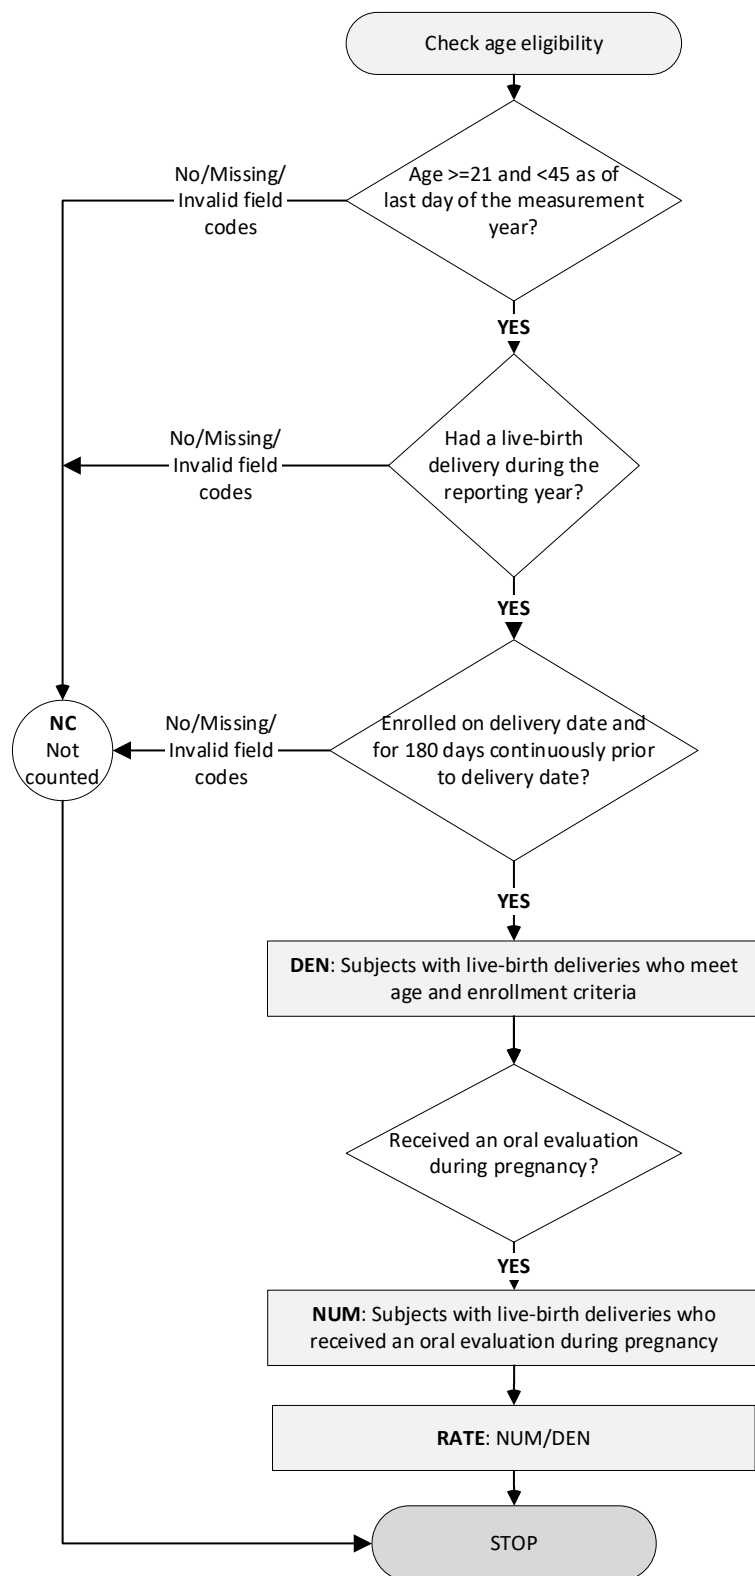 Check age eligibility
Age >=21 and <45 as of
last day of the measurement
year?
No/Missing/
Invalid field
codes
YES
Had a live-birth
delivery during the
reporting year?
No/Missing/
Invalid field
codes
YES
Enrolled on delivery date and
for 180 days continuously prior
to delivery date?
No/Missing/
Invalid field
codes
NC
Not
counted
YES
DEN: Subjects with live-birth deliveries who meet
age and enrollment criteria
Received an oral evaluation
during pregnancy?
YES
NUM: Subjects with live-birth deliveries who
received an oral evaluation during pregnancy
RATE: NUM/DEN
STOP